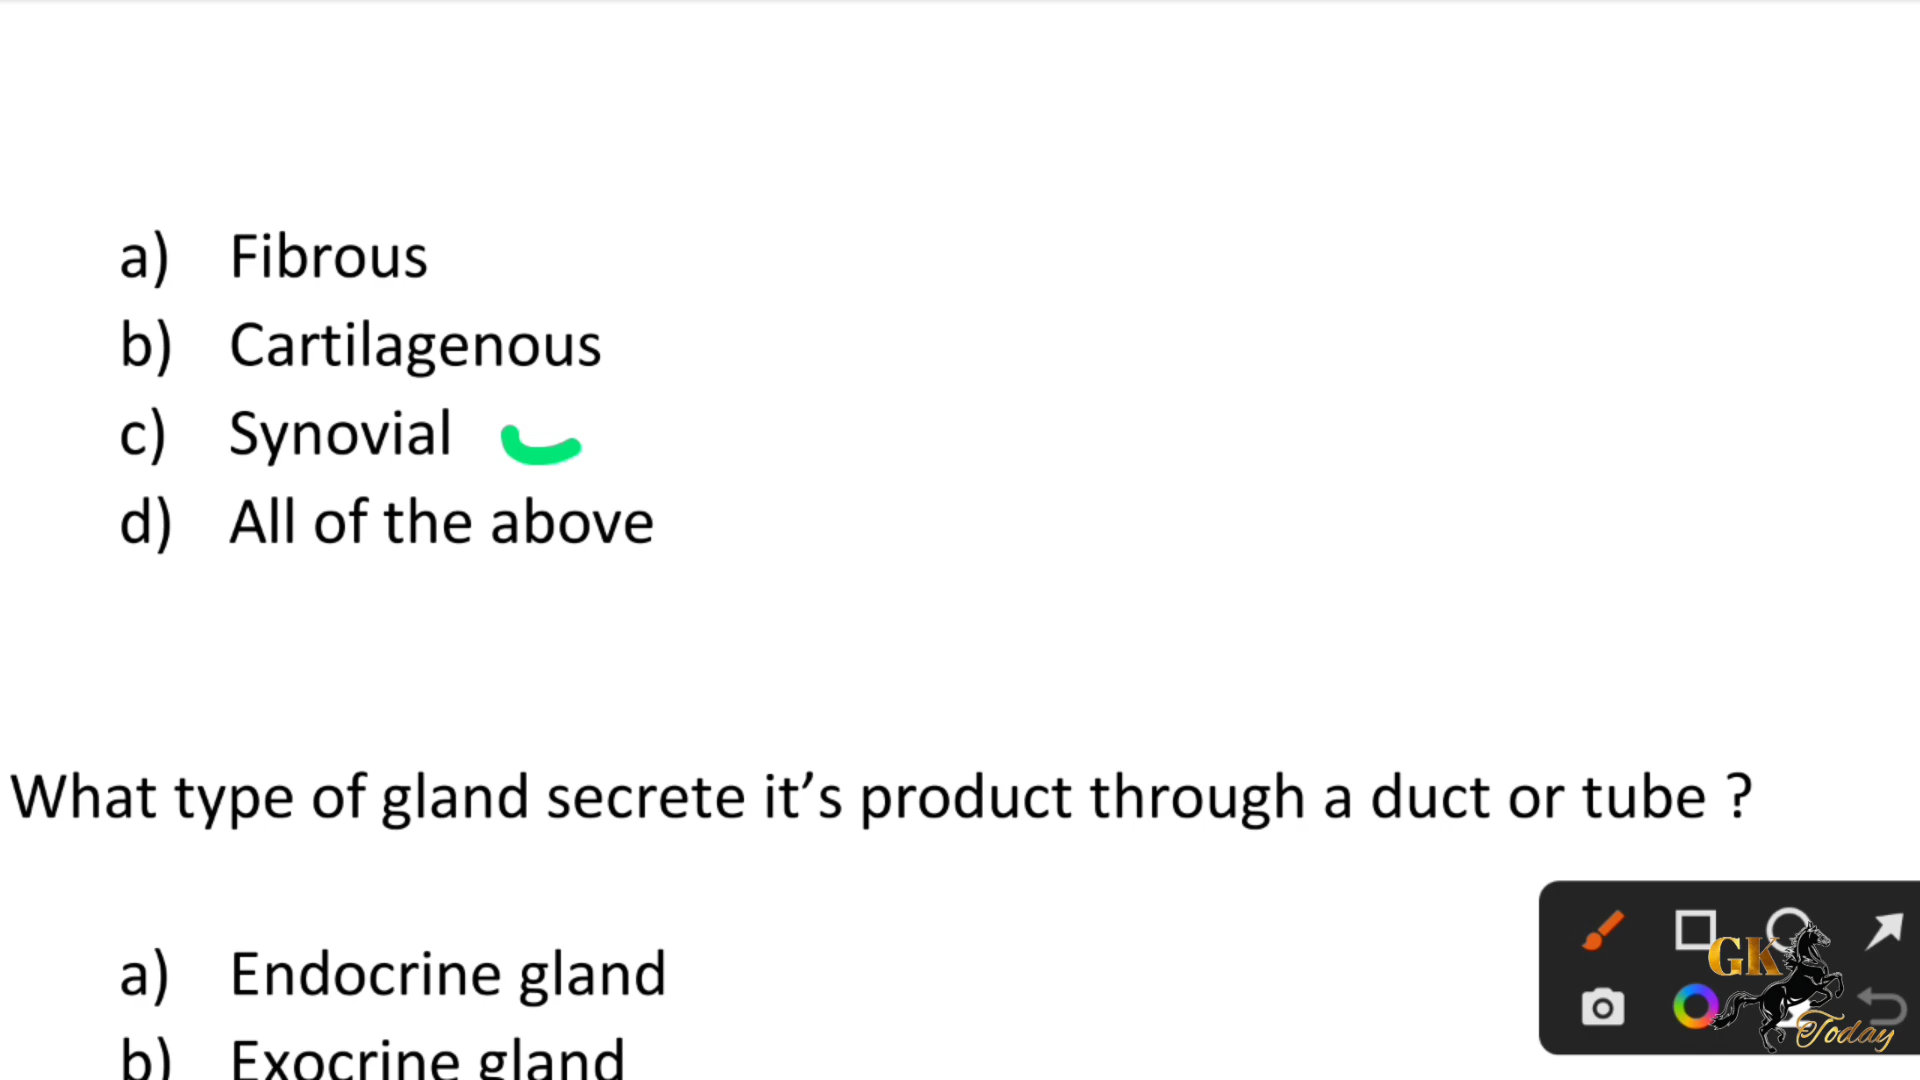 a) Fibrous
b) Cartilagenous
c) Synovial
d) All of the above
What type of gland secrete it’s product through a duct or tube ?
a) Endocrine gland
b) Exocrine gland
GK
Today